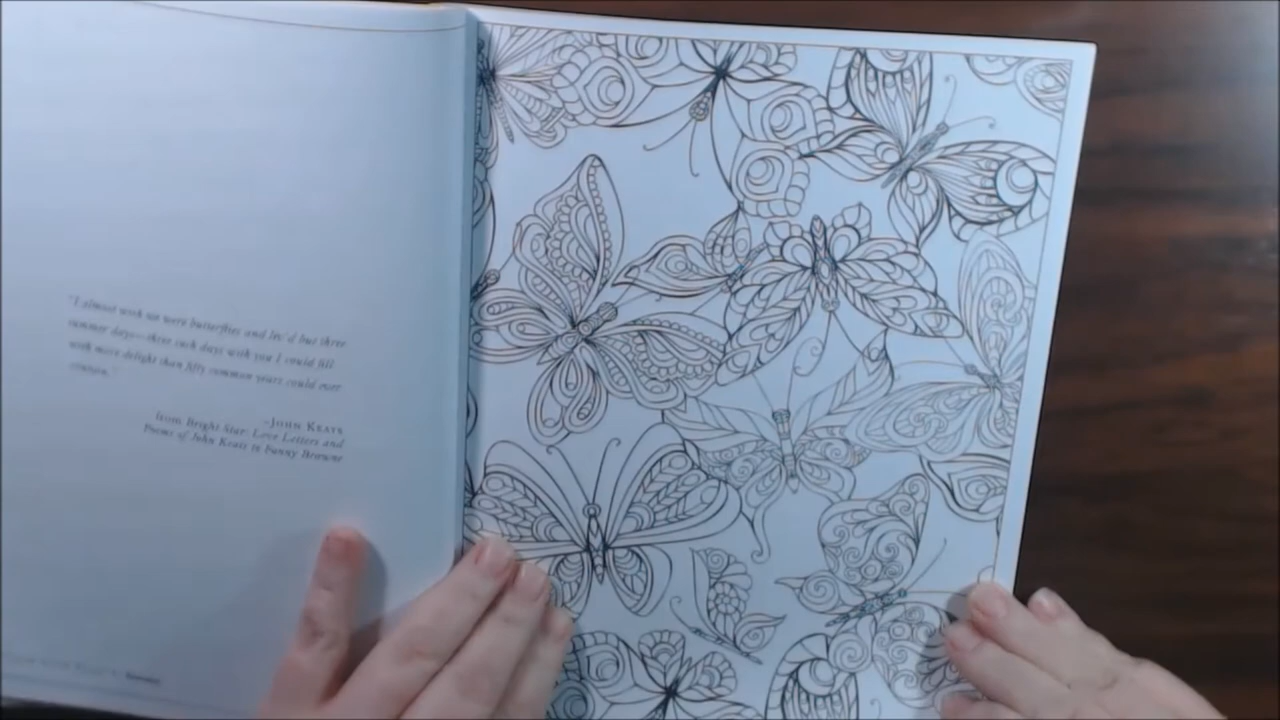 "I almost wish we were butterflies and liv'd but three
summer days—three such days with you I could fill
with more delight than fifty common years could ever
contain."
–John Keats
from Bright Star: Love Letters and
Poems of John Keats to Fanny Browne